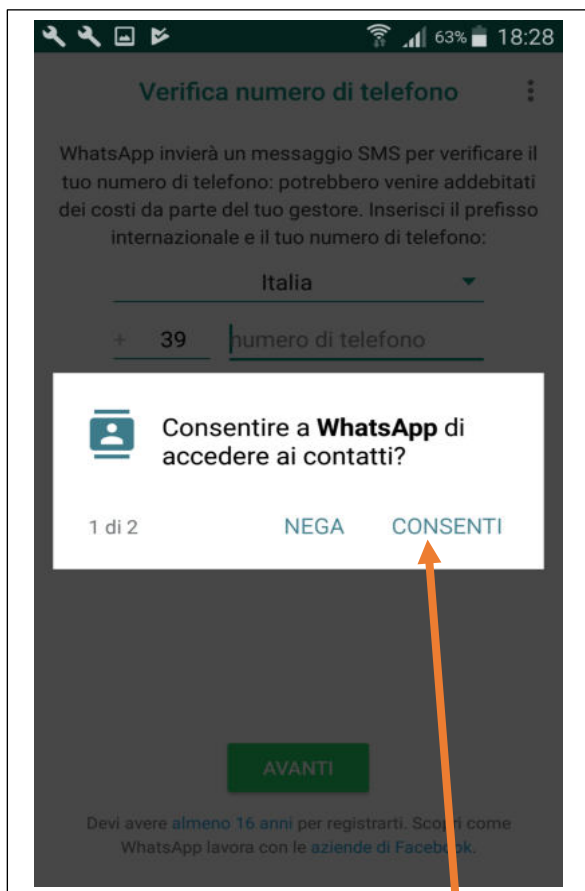 63% 18:28
Verifica numero di telefono
WhatsApp invierà un messaggio SMS per verificare il
tuo numero di telefono: potrebbero venire addebitati
dei costi da parte del tuo gestore. Inserisci il prefisso
internazionale e il tuo numero di telefono:
Italia
+ 39 numero di telefono
Consentire a WhatsApp di
accedere ai contatti?
1 di 2 NEGA CONSENTI
AVANTI
Devi avere almeno 16 anni per registrarti. Scopri come
WhatsApp lavora con le aziende di Facebook.